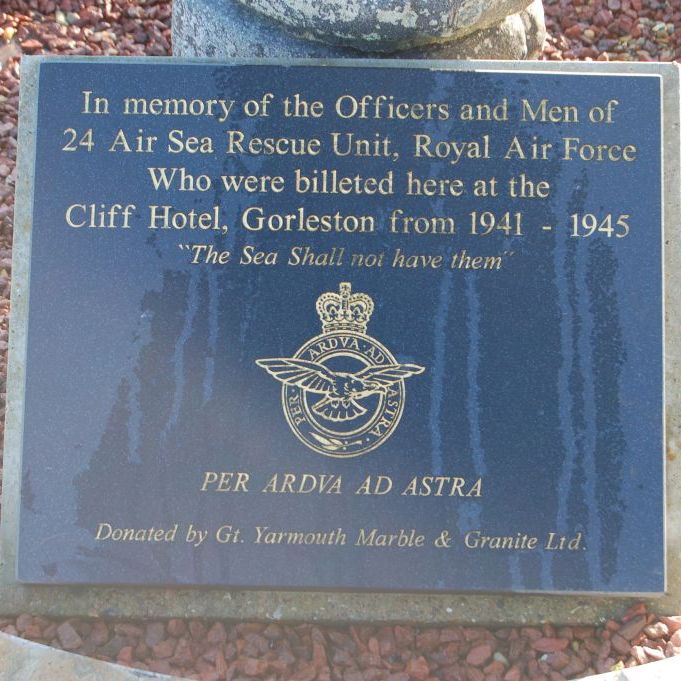 In memory of the Officers and Men of
24 Air Sea Rescue Unit, Royal Air Force
Who were billeted here at the
Cliff Hotel, Gorleston from 1941 - 1945
"The Sea Shall not have them"
PER ARDVA AD ASTRA
PER ARDVA AD ASTRA
Donated by Gt. Yarmouth Marble & Granite Ltd.